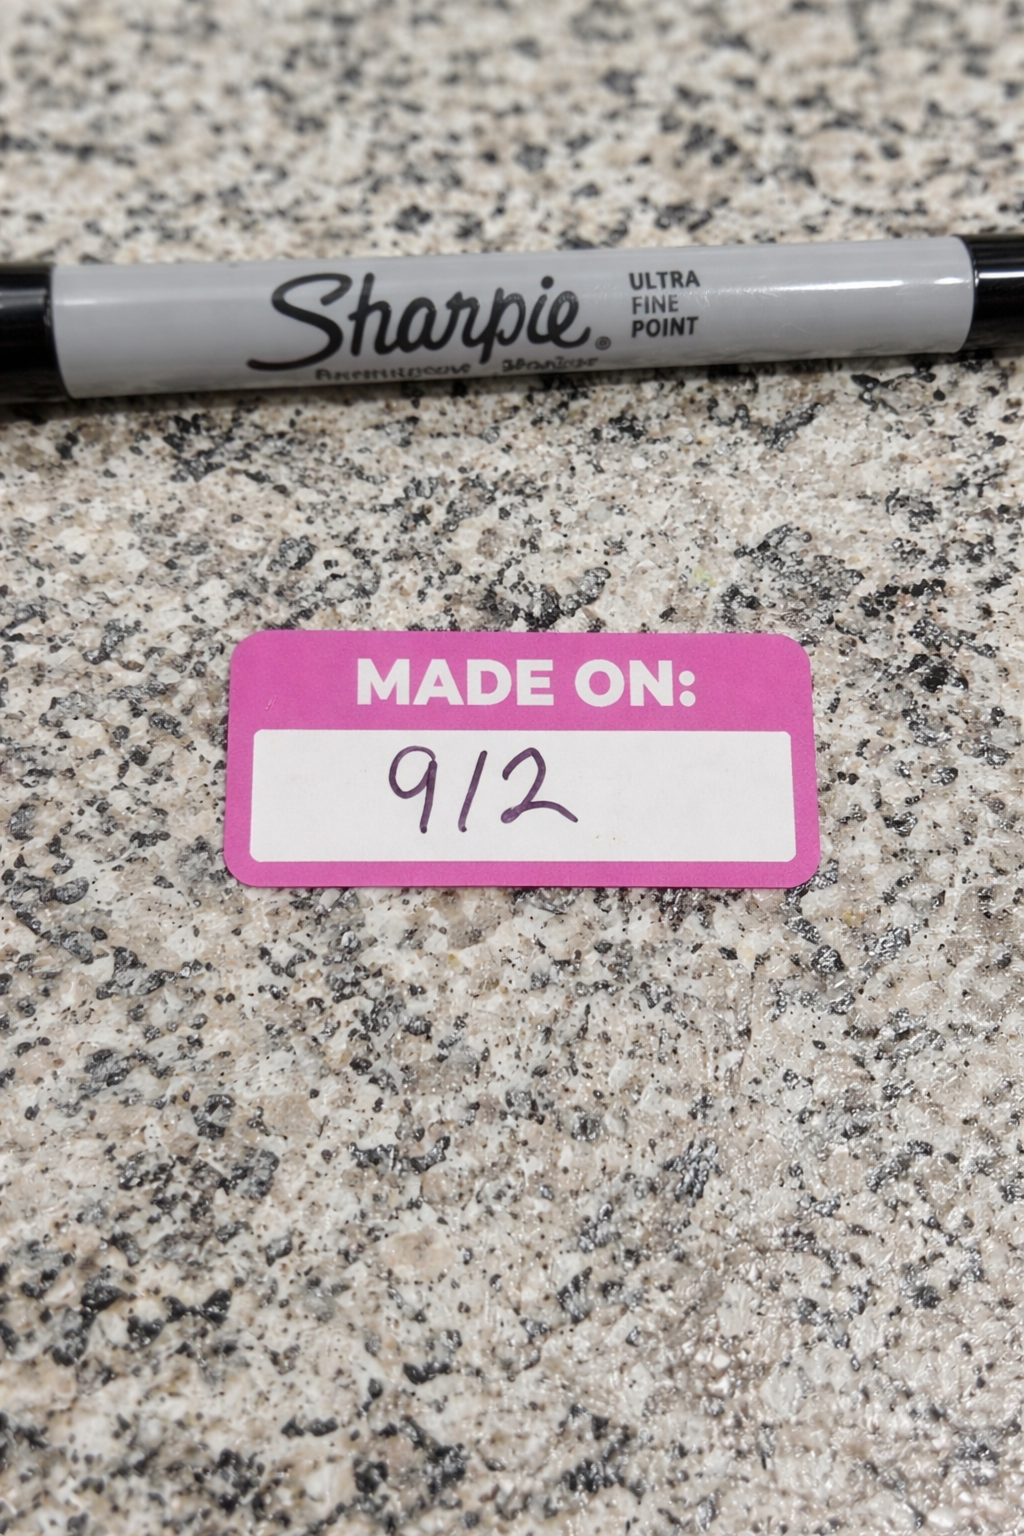 Sharpie®
ULTRA
FINE
POINT
MADE ON:
9/2